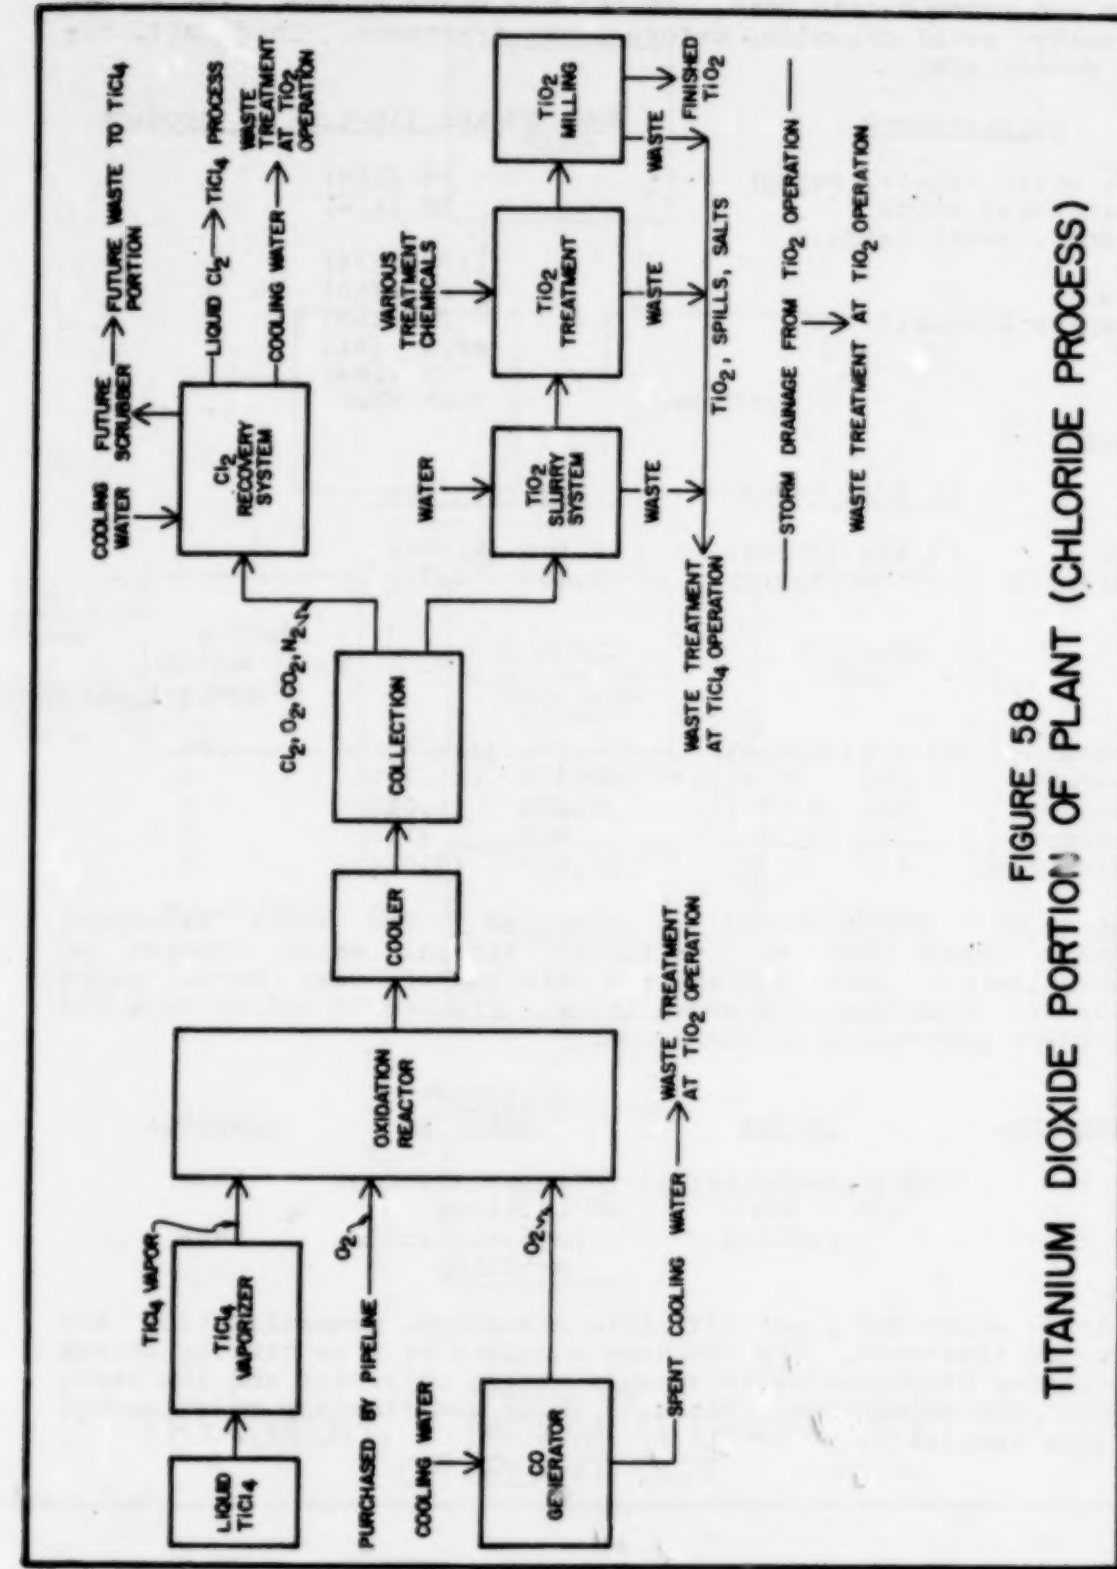 LIQUID
TiCl4
TiCl4
VAPORIZER
TiCl4 VAPOR
PURCHASED BY PIPELINE
O2
COOLING WATER
CO
GENERATOR
O2
SPENT COOLING WATER
WASTE TREATMENT
AT TiO2 OPERATION
OXIDATION
REACTOR
COOLER
COLLECTION
Cl2, O2, CO2, N2
COOLING
WATER
FUTURE
SCRUBBER
FUTURE WASTE TO TiCl4
PORTION
Cl2
RECOVERY
SYSTEM
LIQUID Cl2
TiCl4 PROCESS
COOLING WATER
WASTE
TREATMENT
AT TiO2
OPERATION
WATER
TiO2
SLURRY
SYSTEM
WASTE
VARIOUS
TREATMENT
CHEMICALS
TiO2
TREATMENT
WASTE
TiO2
MILLING
WASTE
FINISHED
TiO2
TiO2, SPILLS, SALTS
WASTE TREATMENT
AT TiCl4 OPERATION
STORM DRAINAGE FROM TiO2 OPERATION
WASTE TREATMENT AT TiO2 OPERATION
FIGURE 58
TITANIUM DIOXIDE PORTION OF PLANT (CHLORIDE PROCESS)